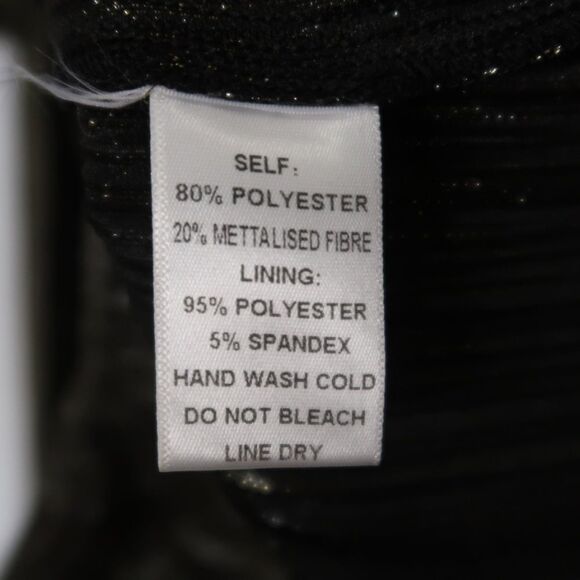 SELF:
80% POLYESTER
20% METTALISED FIBRE
LINING:
95% POLYESTER
5% SPANDEX
HAND WASH COLD
DO NOT BLEACH
LINE DRY